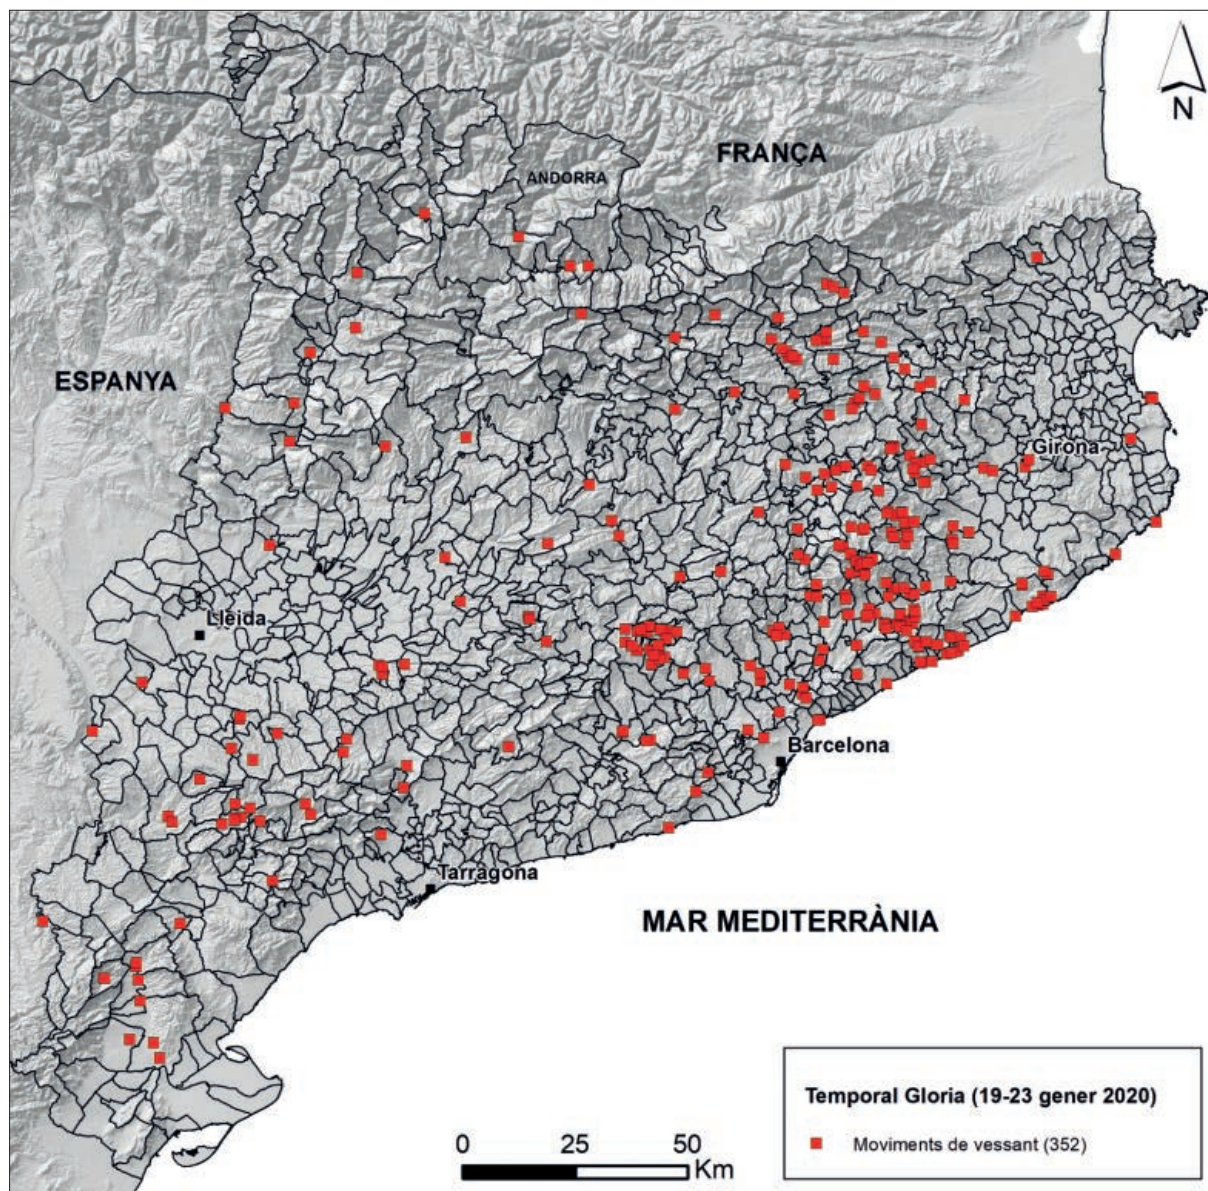 N
FRANÇA
ANDORRA
ESPANYA
Girona
Lleida
Barcelona
Tarragona
MAR MEDITERRÀNIA
Temporal Gloria (19-23 gener 2020)
Moviments de vessant (352)
0 25 50
Km